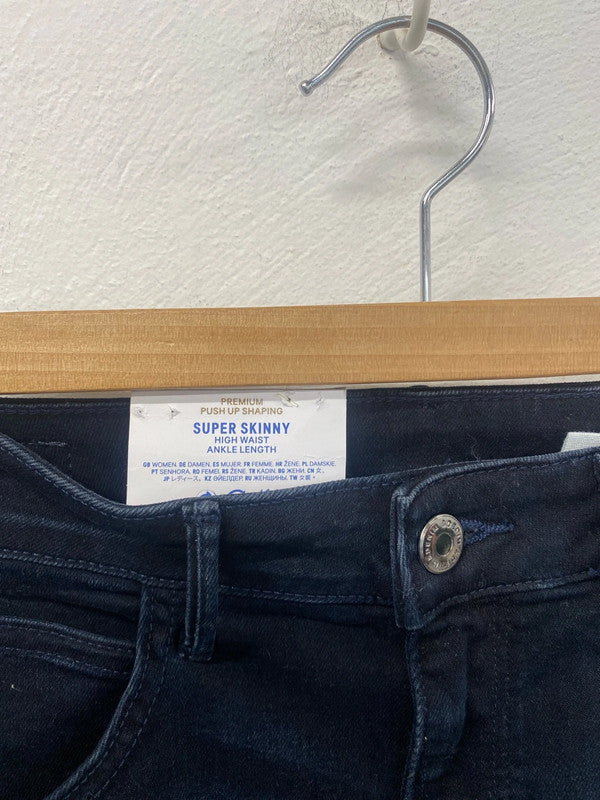 PREMIUM
PUSH UP SHAPING
SUPER SKINNY
HIGH WAIST
ANKLE LENGTH
GB WOMEN. DE DAMEN. ES MUJER. FR FEMME. HR ŽENE. PL DAMSKIE.
PT SENHORA. RO FEMEI. RS ŽENE. TR KADIN. BG ЖЕНИ. CN 女.
JP レディース. KZ ӘЙЕЛДЕР. RU ЖЕНЩИНЫ. TW 女裝